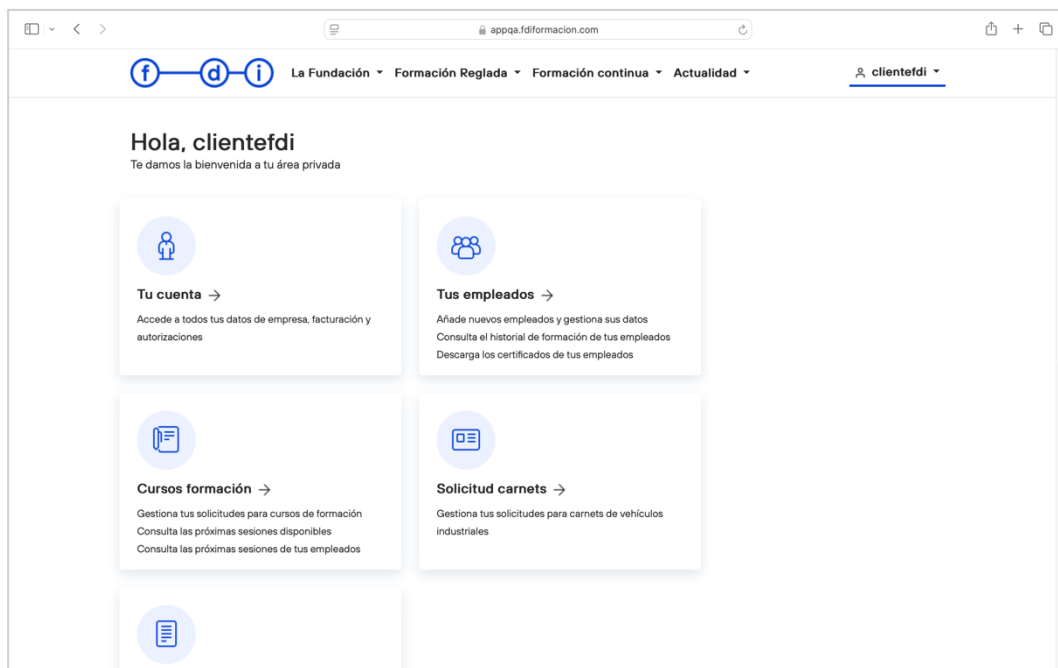 appqa.fdiformacion.com
f d i
La Fundación Formación Reglada Formación continua Actualidad clientefdi
Hola, clientefdi
Te damos la bienvenida a tu área privada
Tu cuenta →
Accede a todos tus datos de empresa, facturación y
autorizaciones
Tus empleados →
Añade nuevos empleados y gestiona sus datos
Consulta el historial de formación de tus empleados
Descarga los certificados de tus empleados
Cursos formación →
Gestiona tus solicitudes para cursos de formación
Consulta las próximas sesiones disponibles
Consulta las próximas sesiones de tus empleados
Solicitud carnets →
Gestiona tus solicitudes para carnets de vehículos
industriales